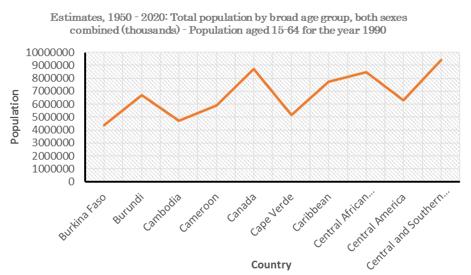 Estimates, 1950 - 2020: Total population by broad age group, both sexes
combined (thousands) - Population aged 15-64 for the year 1990
Population
10000000
9000000
8000000
7000000
6000000
5000000
4000000
3000000
2000000
1000000
0
Burkina Faso
Burundi
Cambodia
Cameroon
Canada
Cape Verde
Caribbean
Central African...
Central America
Central and Southern...
Country